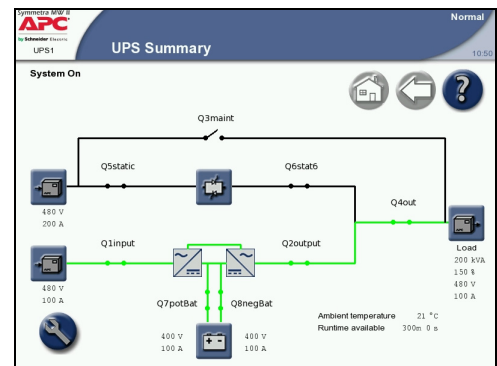 Symmetra MW II
APC
by Schneider Electric
UPS1
UPS Summary
Normal
10:50
System On
?
Q3maint
Q5static
Q6stat6
Q4out
480 V
200 A
Load
200 kVA
150 %
480 V
100 A
Q1input
Q2output
480 V
100 A
Q7potBat
Q8negBat
400 V
100 A
400 V
100 A
Ambient temperature 21 °C
Runtime available 300m 0 s